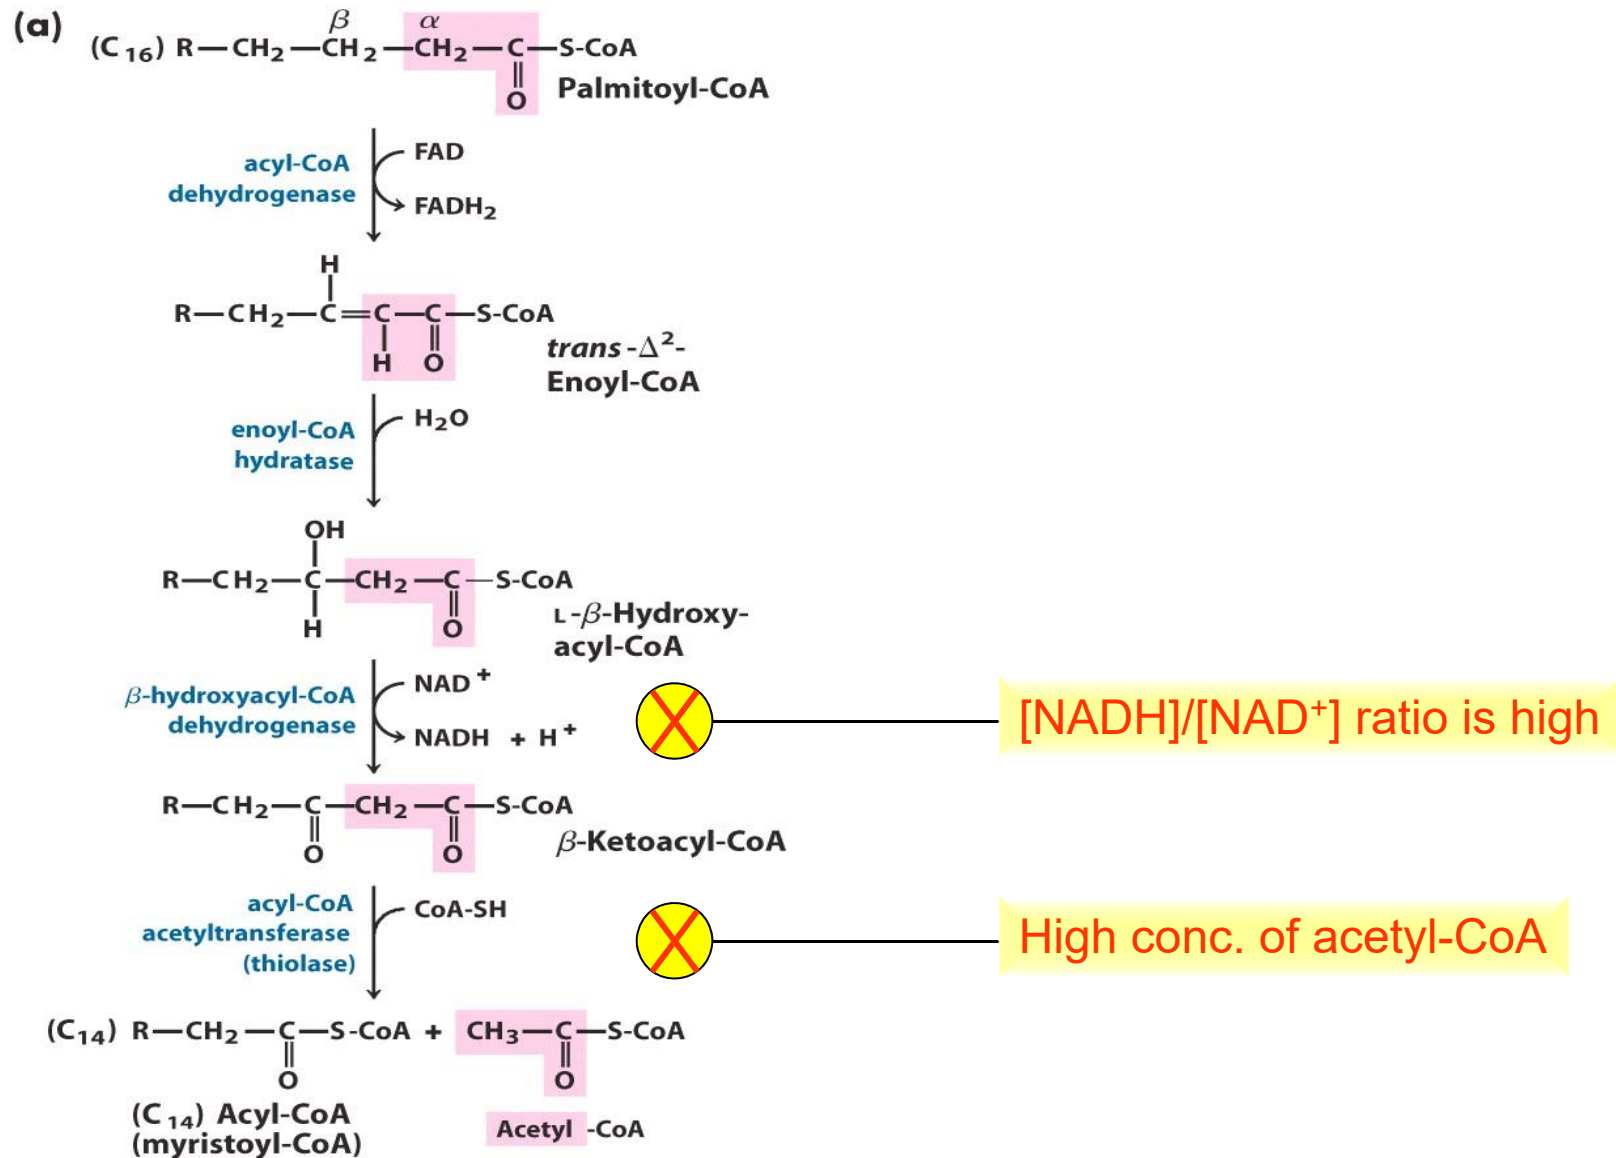 (a)
(C₁₆) R—CH₂—CH₂—CH₂—C—S-CoA
β α
O
Palmitoyl-CoA
acyl-CoA
dehydrogenase
FAD
FADH₂
H
R—CH₂—C=C—C—S-CoA
H O
trans-Δ²-
Enoyl-CoA
enoyl-CoA
hydratase
H₂O
OH
R—CH₂—C—CH₂—C—S-CoA
H O
L-β-Hydroxy-
acyl-CoA
β-hydroxyacyl-CoA
dehydrogenase
NAD⁺
NADH + H⁺
[NADH]/[NAD⁺] ratio is high
R—CH₂—C—CH₂—C—S-CoA
O O
β-Ketoacyl-CoA
acyl-CoA
acetyltransferase
(thiolase)
CoA-SH
High conc. of acetyl-CoA
(C₁₄) R—CH₂—C—S-CoA + CH₃—C—S-CoA
O O
(C₁₄) Acyl-CoA
(myristoyl-CoA)
Acetyl-CoA